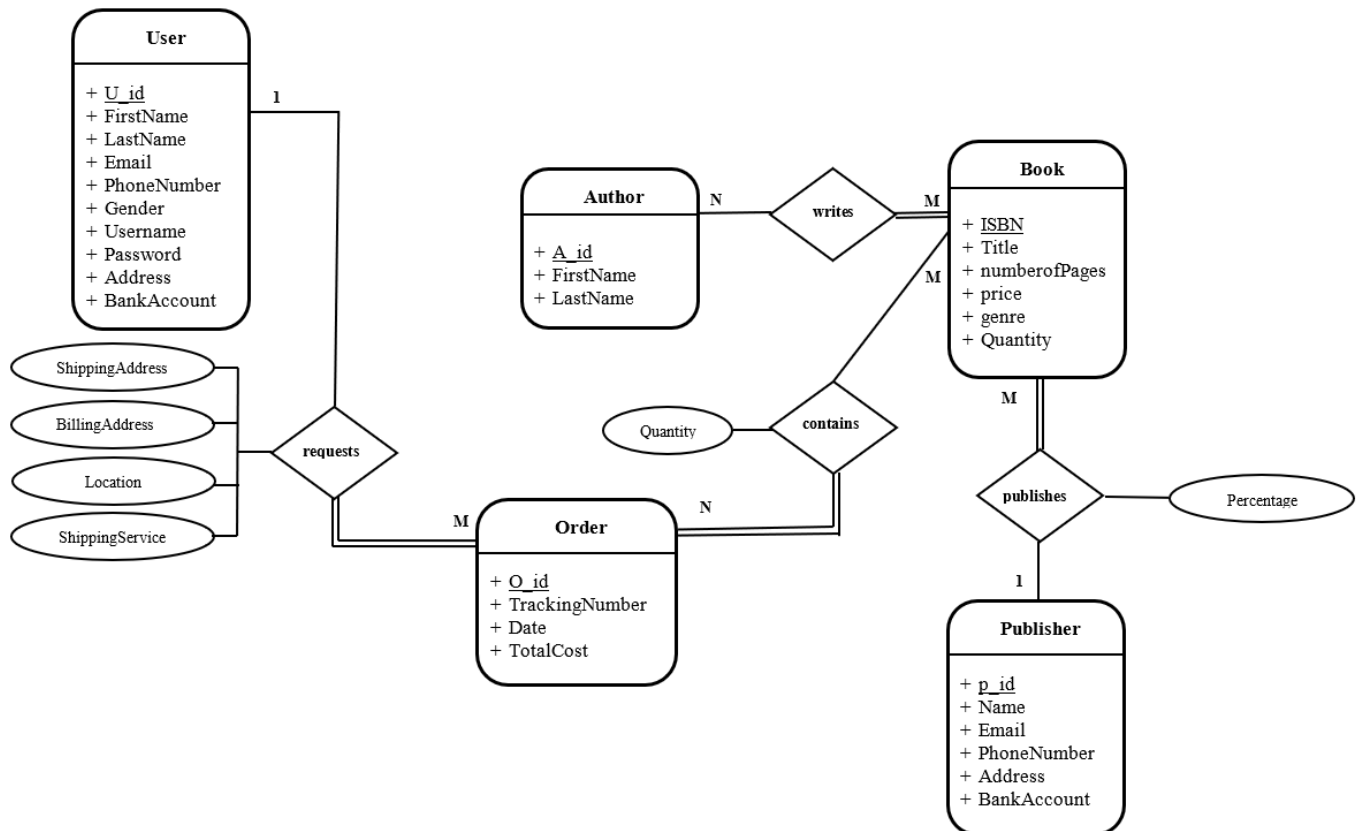 User
+ U_id
+ FirstName
+ LastName
+ Email
+ PhoneNumber
+ Gender
+ Username
+ Password
+ Address
+ BankAccount
1
Author
+ A_id
+ FirstName
+ LastName
N
writes
M
Book
+ ISBN
+ Title
+ numberofPages
+ price
+ genre
+ Quantity
M
M
ShippingAddress
BillingAddress
Location
ShippingService
requests
M
Quantity
contains
N
Order
+ O_id
+ TrackingNumber
+ Date
+ TotalCost
publishes
Percentage
1
Publisher
+ p_id
+ Name
+ Email
+ PhoneNumber
+ Address
+ BankAccount